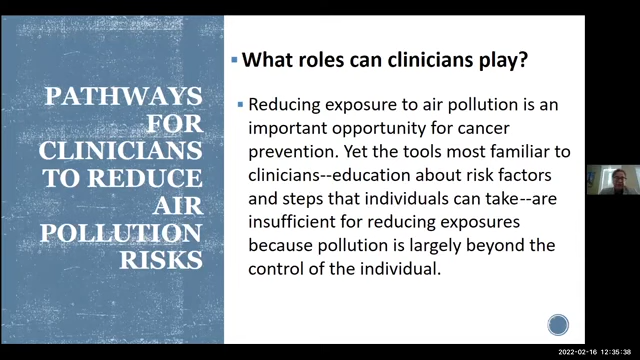 PATHWAYS
FOR
CLINICIANS
TO REDUCE
AIR
POLLUTION
RISKS
What roles can clinicians play?
Reducing exposure to air pollution is an
important opportunity for cancer
prevention. Yet the tools most familiar to
clinicians--education about risk factors
and steps that individuals can take--are
insufficient for reducing exposures
because pollution is largely beyond the
control of the individual.
2022-02-16 12:35:38